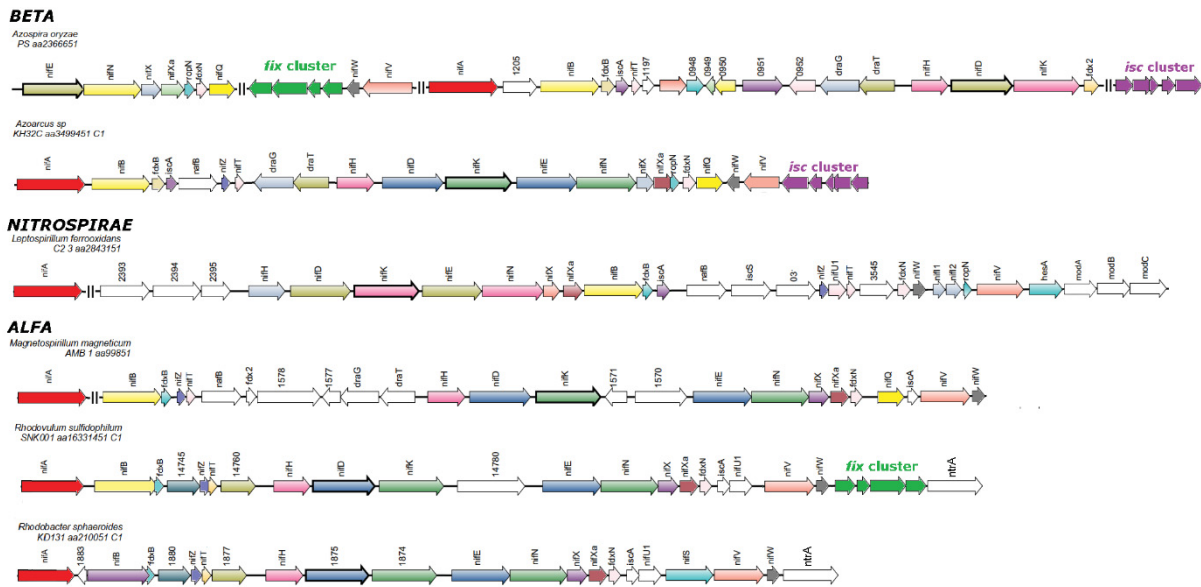 BETA
Azospira oryzae
PS aa2366651
nifE nifN nifX nifXa ropN fdxN nifQ fix cluster nifW nifV nifA 1205 nifB fdxB iscA nifT 1197 0948 0949 0950 0951 0952 draG draT nifH nifD nifK fdx2 isc cluster
Azoarcus sp
KH32C aa3499451 C1
nifA nifB fdxB iscA nafB nifZ nifT draG draT nifH nifD nifK nifE nifN nifX nifXa ropN fdxN nifQ nifW nifV isc cluster
NITROSPIRAE
Leptospirillum ferrooxidans
C2 3 aa2843151
nifA 2393 2394 2395 nifH nifD nifK nifE nifN nifX nifXa nifB fdxB iscA nafB iscS 03 nifZ nifU1 nifT 3545 fdxN nifW nifI1 nifI2 ropN nifV hesA modA modB modC
ALFA
Magnetospirillum magneticum
AMB 1 aa99851
nifA nifB fdxB nifZ nifT nafB fdx2 1578 1577 draG draT nifH nifD nifK 1571 1570 nifE nifN nifX nifXa fdxN nifQ iscA nifV nifW
Rhodevulum sulfidophilum
SNK001 aa16331451 C1
nifA nifB fdxB 14745 nifZ nifT 14760 nifH nifD nifK 14780 nifE nifN nifX nifXa fdxN iscA nifU1 nifV nifW fix cluster ntrA
Rhodobacter sphaeroides
KD131 aa210051 C1
nifA 1883 nifB fdxB 1880 nifZ nifT 1877 nifH 1875 1874 nifE nifN nifX nifXa fdxN iscA nifU1 nifS nifV nifW ntrA